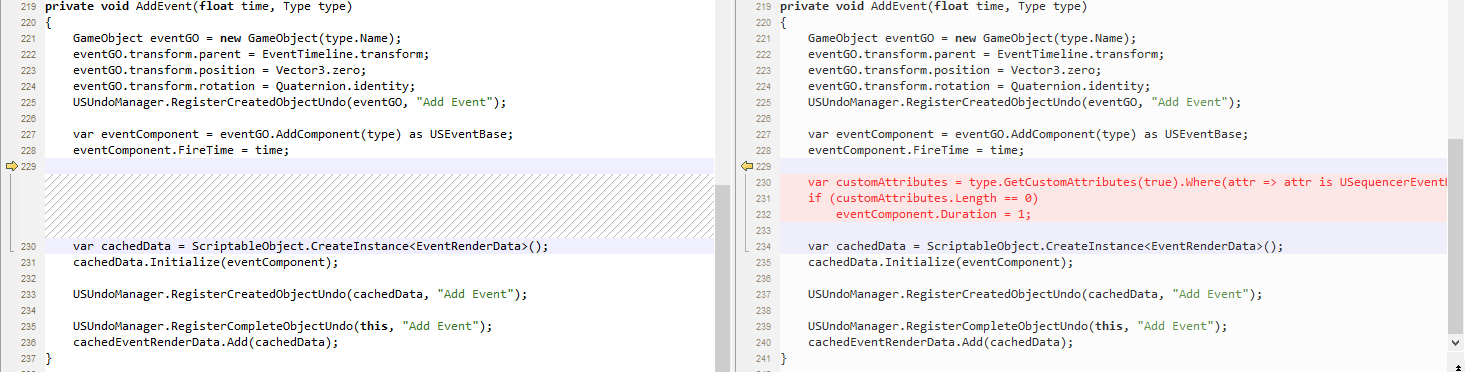 219 private void AddEvent(float time, Type type)
220 {
221 GameObject eventGO = new GameObject(type.Name);
222 eventGO.transform.parent = EventTimeline.transform;
223 eventGO.transform.position = Vector3.zero;
224 eventGO.transform.rotation = Quaternion.identity;
225 USUndoManager.RegisterCreatedObjectUndo(eventGO, "Add Event");
226
227 var eventComponent = eventGO.AddComponent(type) as USEventBase;
228 eventComponent.FireTime = time;
229
230 var cachedData = ScriptableObject.CreateInstance<EventRenderData>();
231 cachedData.Initialize(eventComponent);
232
233 USUndoManager.RegisterCreatedObjectUndo(cachedData, "Add Event");
234
235 USUndoManager.RegisterCompleteObjectUndo(this, "Add Event");
236 cachedEventRenderData.Add(cachedData);
237 }
219 private void AddEvent(float time, Type type)
220 {
221 GameObject eventGO = new GameObject(type.Name);
222 eventGO.transform.parent = EventTimeline.transform;
223 eventGO.transform.position = Vector3.zero;
224 eventGO.transform.rotation = Quaternion.identity;
225 USUndoManager.RegisterCreatedObjectUndo(eventGO, "Add Event");
226
227 var eventComponent = eventGO.AddComponent(type) as USEventBase;
228 eventComponent.FireTime = time;
229
230 var customAttributes = type.GetCustomAttributes(true).Where(attr => attr is USequencerEvent
231 if (customAttributes.Length == 0)
232 eventComponent.Duration = 1;
233
234 var cachedData = ScriptableObject.CreateInstance<EventRenderData>();
235 cachedData.Initialize(eventComponent);
236
237 USUndoManager.RegisterCreatedObjectUndo(cachedData, "Add Event");
238
239 USUndoManager.RegisterCompleteObjectUndo(this, "Add Event");
240 cachedEventRenderData.Add(cachedData);
241 }